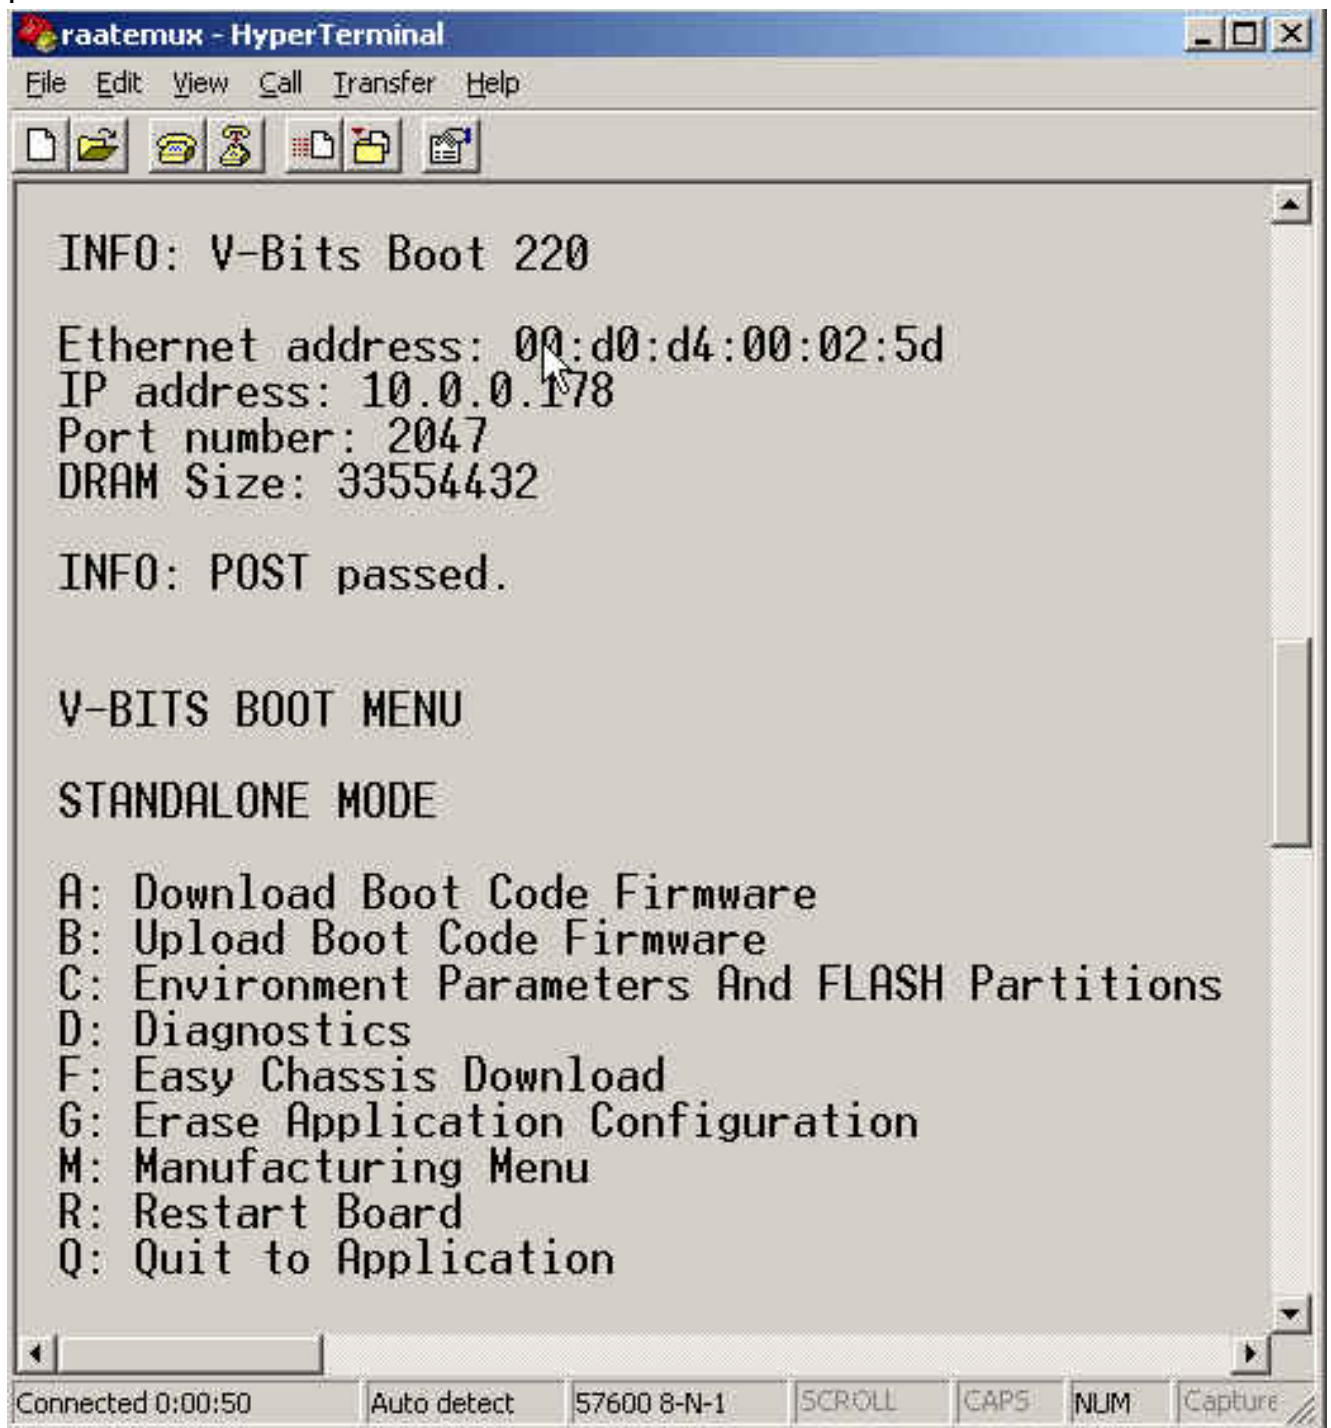 raatemux - HyperTerminal
File Edit View Call Transfer Help
INFO: V-Bits Boot 220
Ethernet address: 00:d0:d4:00:02:5d
IP address: 10.0.0.178
Port number: 2047
DRAM Size: 33554432
INFO: POST passed.
V-BITS BOOT MENU
STANDALONE MODE
A: Download Boot Code Firmware
B: Upload Boot Code Firmware
C: Environment Parameters And FLASH Partitions
D: Diagnostics
F: Easy Chassis Download
G: Erase Application Configuration
M: Manufacturing Menu
R: Restart Board
Q: Quit to Application
Connected 0:00:50 Auto detect 57600 8-N-1 SCROLL CAPS NUM Capture